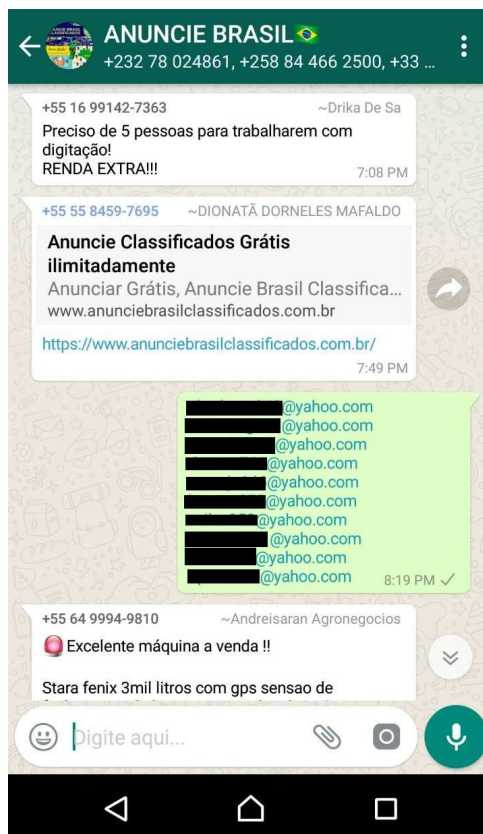 ANUNCIE BRASIL🇧🇷
+232 78 024861, +258 84 466 2500, +33 ...
+55 16 99142-7363 ~Drika De Sa
Preciso de 5 pessoas para trabalharem com
digitação!
RENDA EXTRA!!!
7:08 PM
+55 55 8459-7695 ~DIONATÃ DORNELES MAFALDO
Anuncie Classificados Grátis
ilimitadamente
Anunciar Grátis, Anuncie Brasil Classifica...
www.anunciebrasilclassificados.com.br
https://www.anunciebrasilclassificados.com.br/
7:49 PM
@yahoo.com
@yahoo.com
@yahoo.com
@yahoo.com
@yahoo.com
@yahoo.com
@yahoo.com
@yahoo.com
@yahoo.com
@yahoo.com 8:19 PM
+55 64 9994-9810 ~Andreisaran Agronegocios
🚨 Excelente máquina a venda !!
Stara fenix 3mil litros com gps sensao de
Digite aqui...